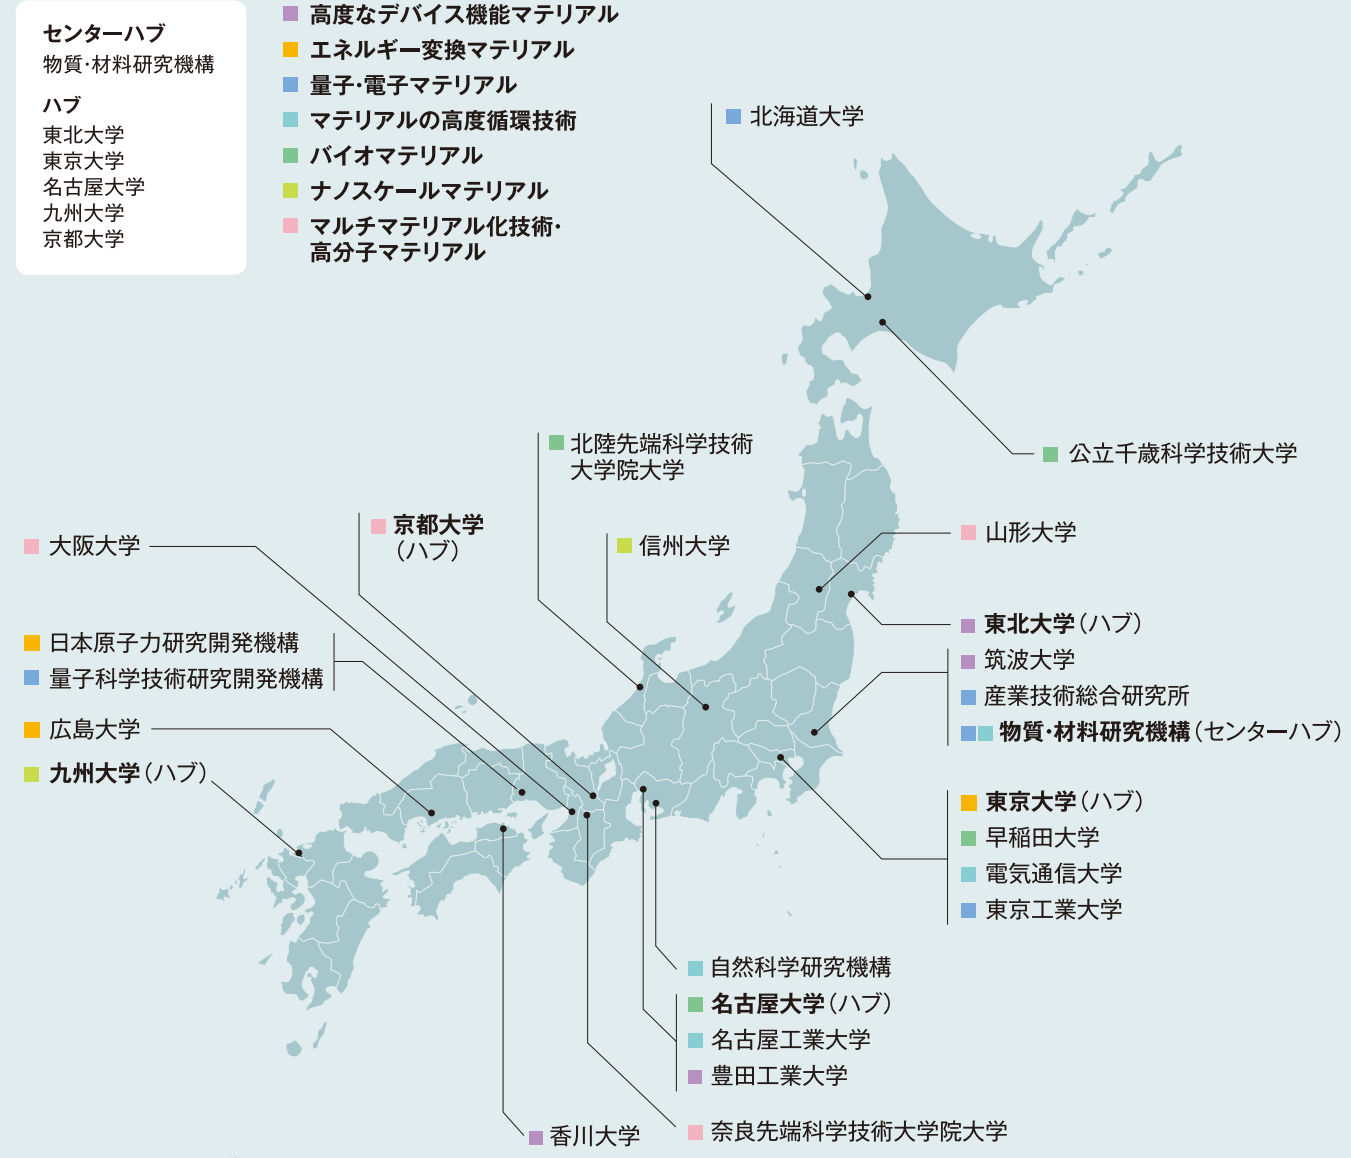 センターハブ
物質・材料研究機構
ハブ
東北大学
東京大学
名古屋大学
九州大学
京都大学
高度なデバイス機能マテリアル
エネルギー変換マテリアル
量子・電子マテリアル
マテリアルの高度循環技術
バイオマテリアル
ナノスケールマテリアル
マルチマテリアル化技術・
高分子マテリアル
北海道大学
公立千歳科学技術大学
北陸先端科学技術
大学院大学
京都大学
（ハブ）
信州大学
大阪大学
日本原子力研究開発機構
量子科学技術研究開発機構
広島大学
九州大学（ハブ）
山形大学
東北大学（ハブ）
筑波大学
産業技術総合研究所
物質・材料研究機構（センターハブ）
東京大学（ハブ）
早稲田大学
電気通信大学
東京工業大学
自然科学研究機構
名古屋大学（ハブ）
名古屋工業大学
豊田工業大学
奈良先端科学技術大学院大学
香川大学